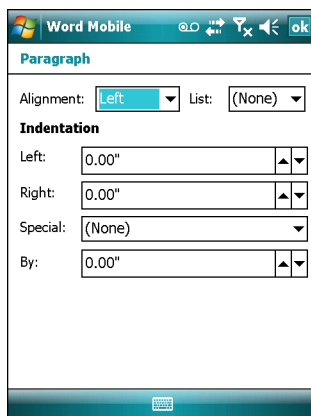 Word Mobile ok
Paragraph
Alignment: Left List: (None)
Indentation
Left: 0.00"
Right: 0.00"
Special: (None)
By: 0.00"